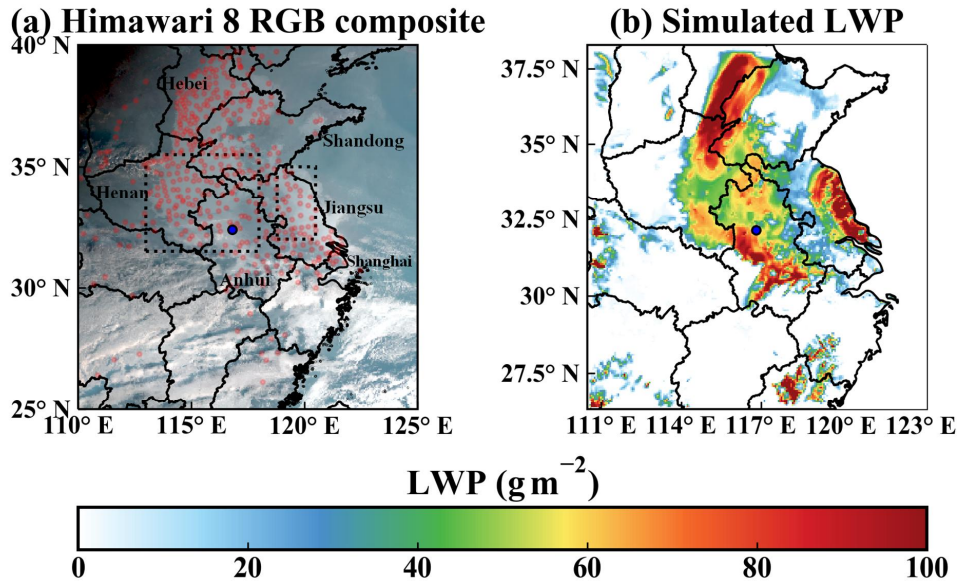 (a) Himawari 8 RGB composite
(b) Simulated LWP
40° N
35° N
30° N
25° N
110° E
115° E
120° E
125° E
Hebei
Shandong
Henan
Jiangsu
Shanghai
Anhui
37.5° N
35° N
32.5° N
30° N
27.5° N
111° E
114° E
117° E
120° E
123° E
LWP (g m⁻²)
0
20
40
60
80
100